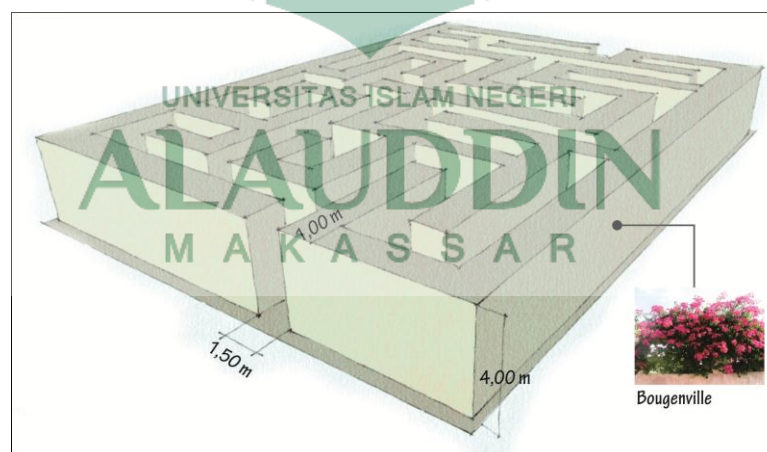 UNIVERSITAS ISLAM NEGERI
ALAUDDIN
MAKASSAR
1,00 m
1,50 m
4,00 m
Bougenville